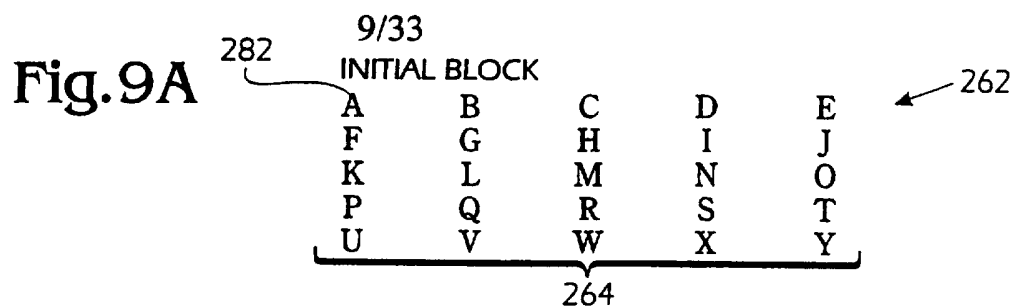 9/33
282
Fig.9A
INITIAL BLOCK
A B C D E
262
F G H I J
K L M N O
P Q R S T
U V W X Y
264